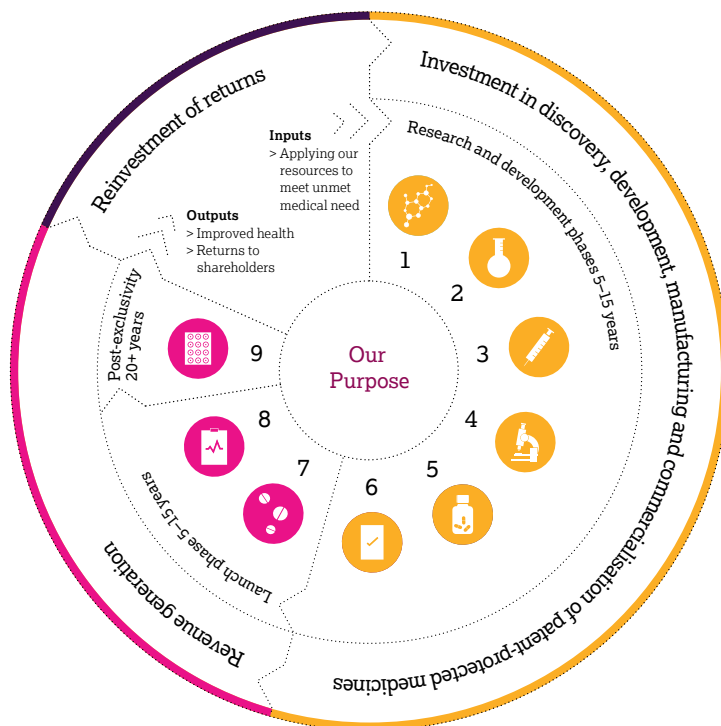 Investment in discovery, development, manufacturing and commercialisation of patent-protected medicines
Research and development phases 5–15 years
Reinvestment of returns
Inputs
> Applying our
resources to
meet unmet
medical need
Outputs
> Improved health
> Returns to
shareholders
1
2
3
4
5
6
7
8
9
Our
Purpose
Post-exclusivity
20+ years
Launch phase 5–15 years
Revenue generation